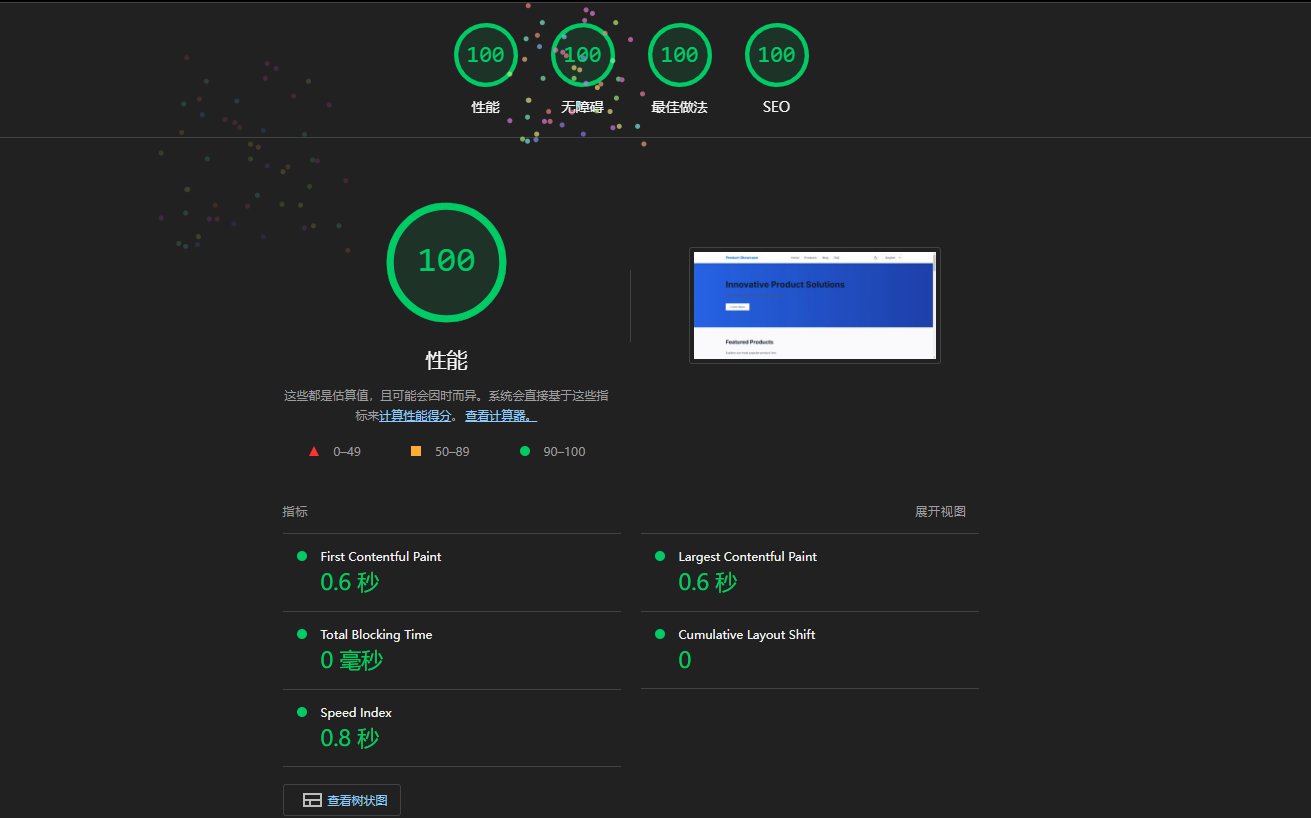 100 100 100 100
性能 无障碍 最佳做法 SEO
100
性能
这些都是估算值，且可能会因时而异。系统会直接基于这些指
标来计算性能得分。 查看计算器。
0–49 50–89 90–100
Innovative Product Solutions
Featured Products
指标 展开视图
First Contentful Paint
0.6 秒
Largest Contentful Paint
0.6 秒
Total Blocking Time
0 毫秒
Cumulative Layout Shift
0
Speed Index
0.8 秒
查看树状图